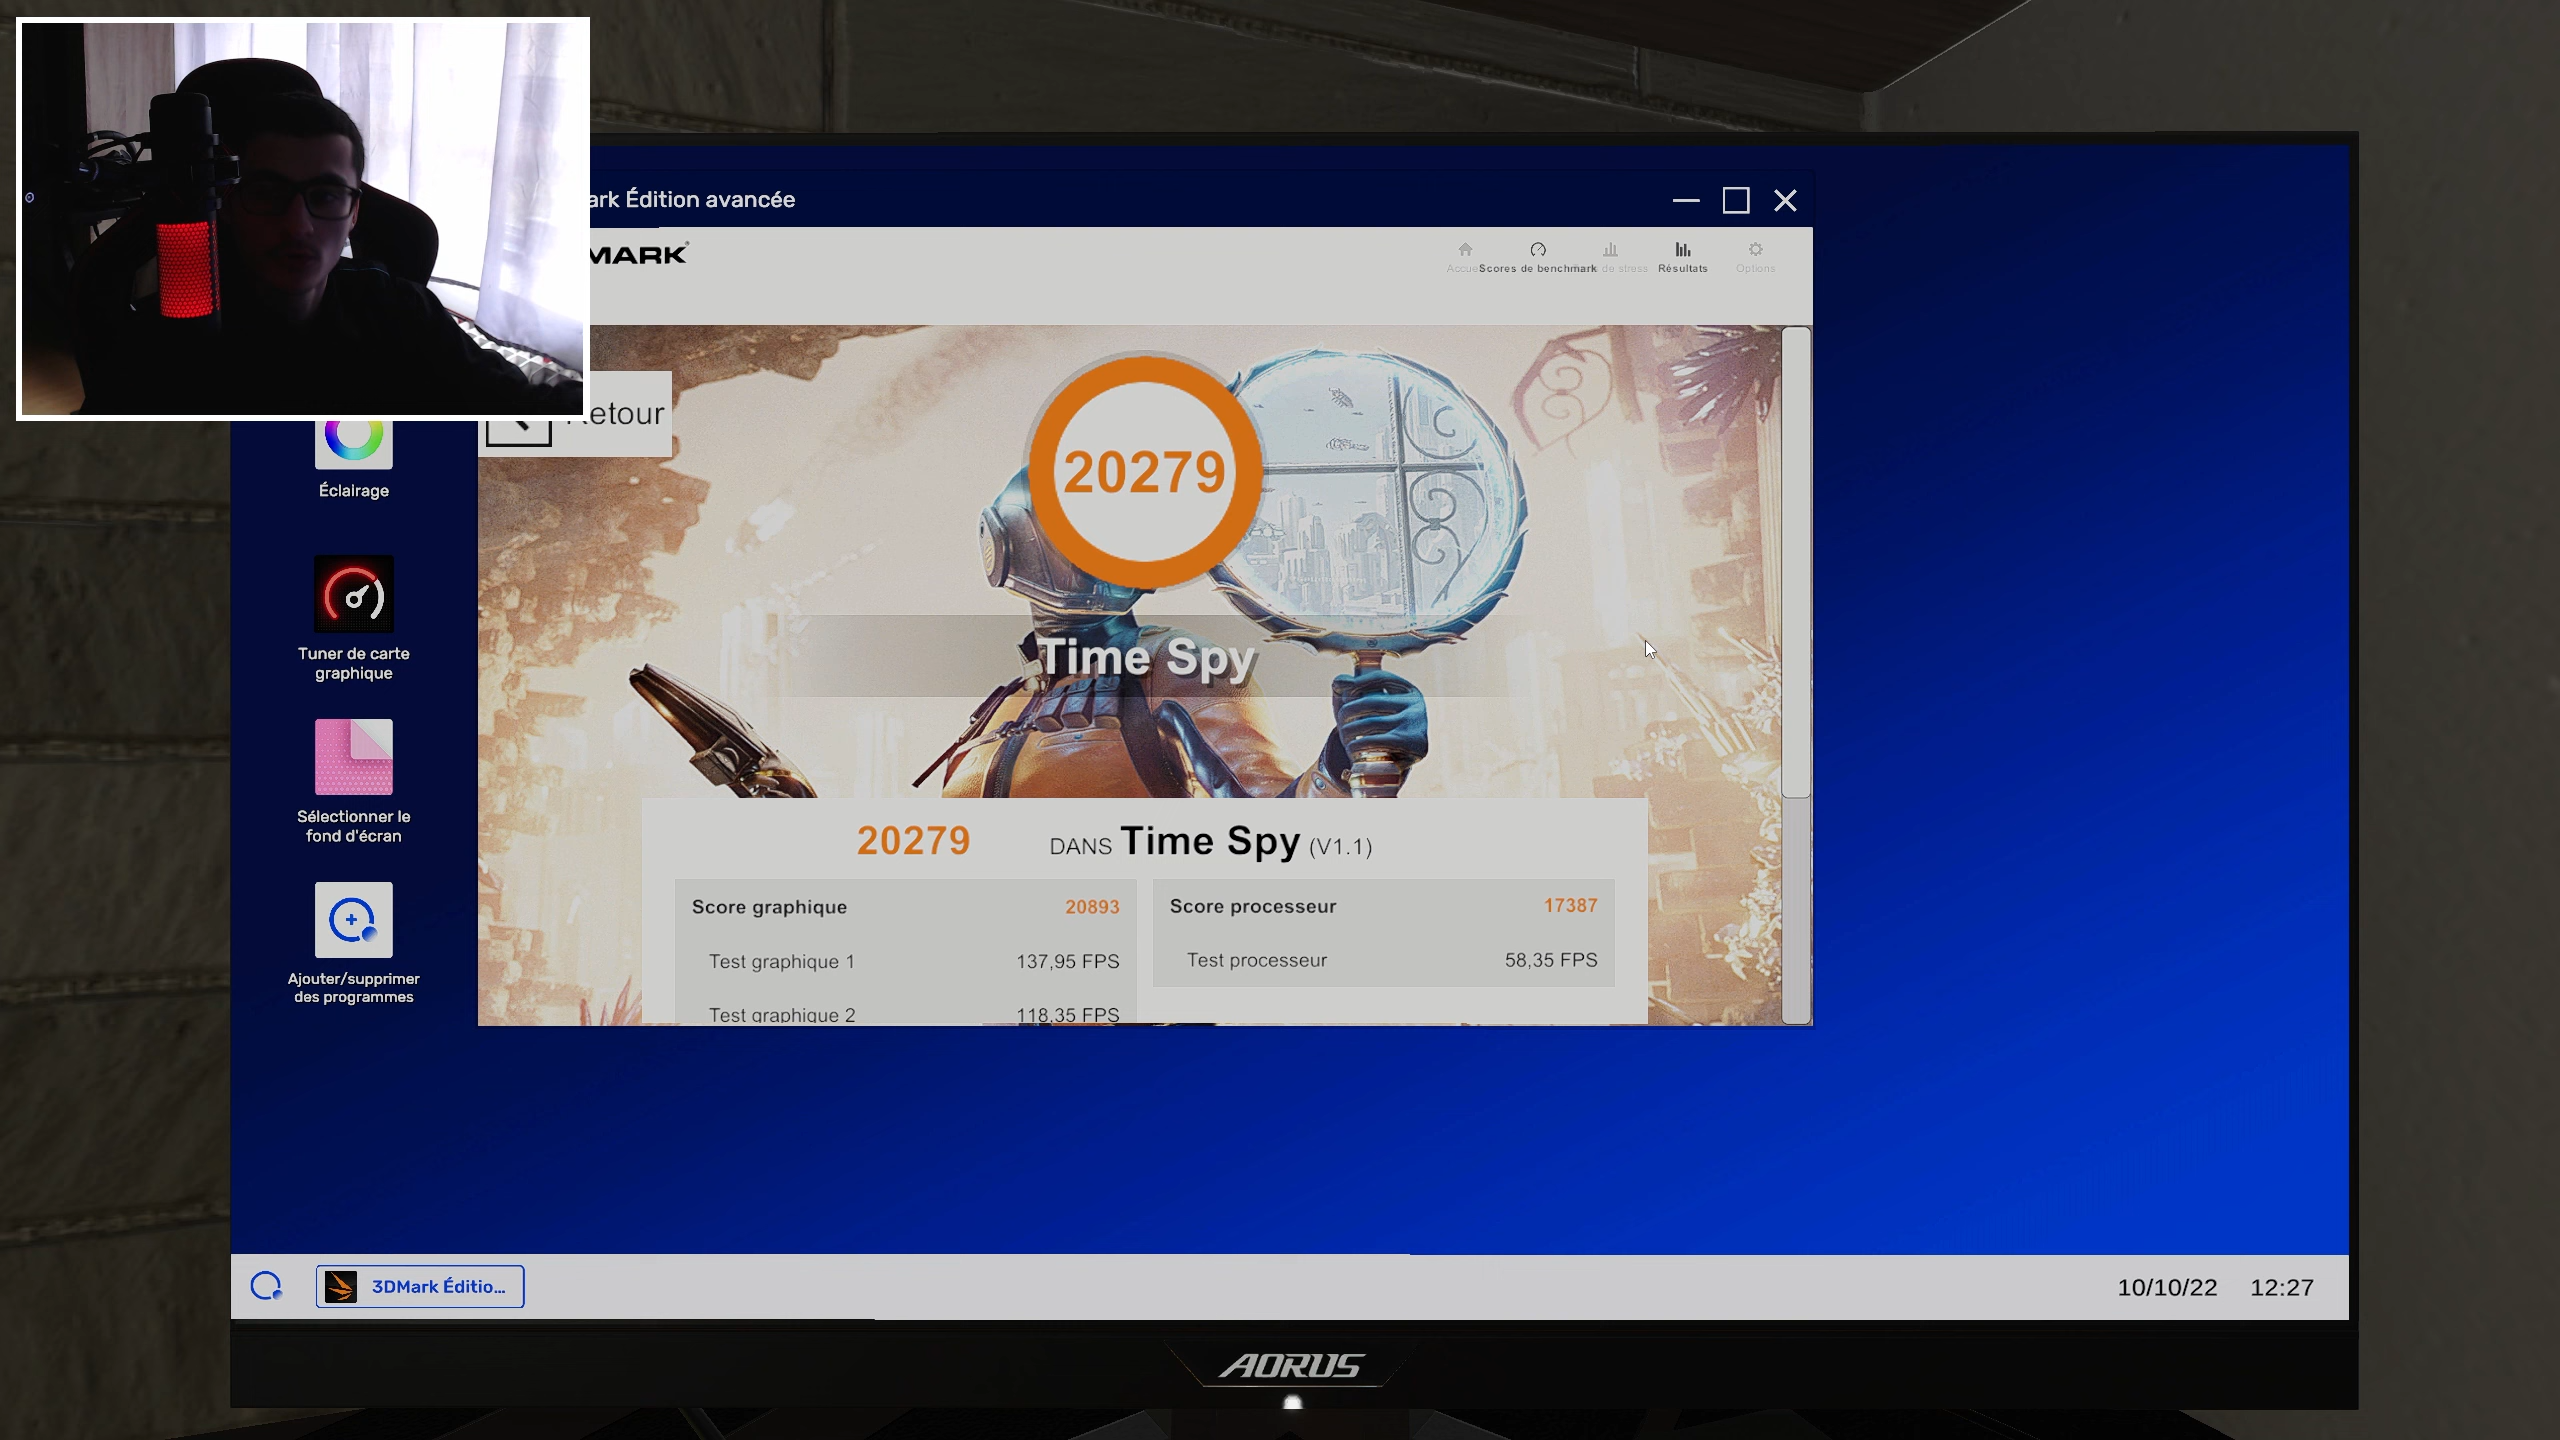 ark Édition avancée
MARK
Scores de benchmark
de stress
Résultats
Options
etour
20279
Time Spy
20279 DANS Time Spy (V1.1)
Score graphique 20893
Test graphique 1 137,95 FPS
Test graphique 2 118,35 FPS
Score processeur 17387
Test processeur 58,35 FPS
Éclairage
Tuner de carte
graphique
Sélectionner le
fond d'écran
Ajouter/supprimer
des programmes
3DMark Éditio...
10/10/22 12:27
AORUS